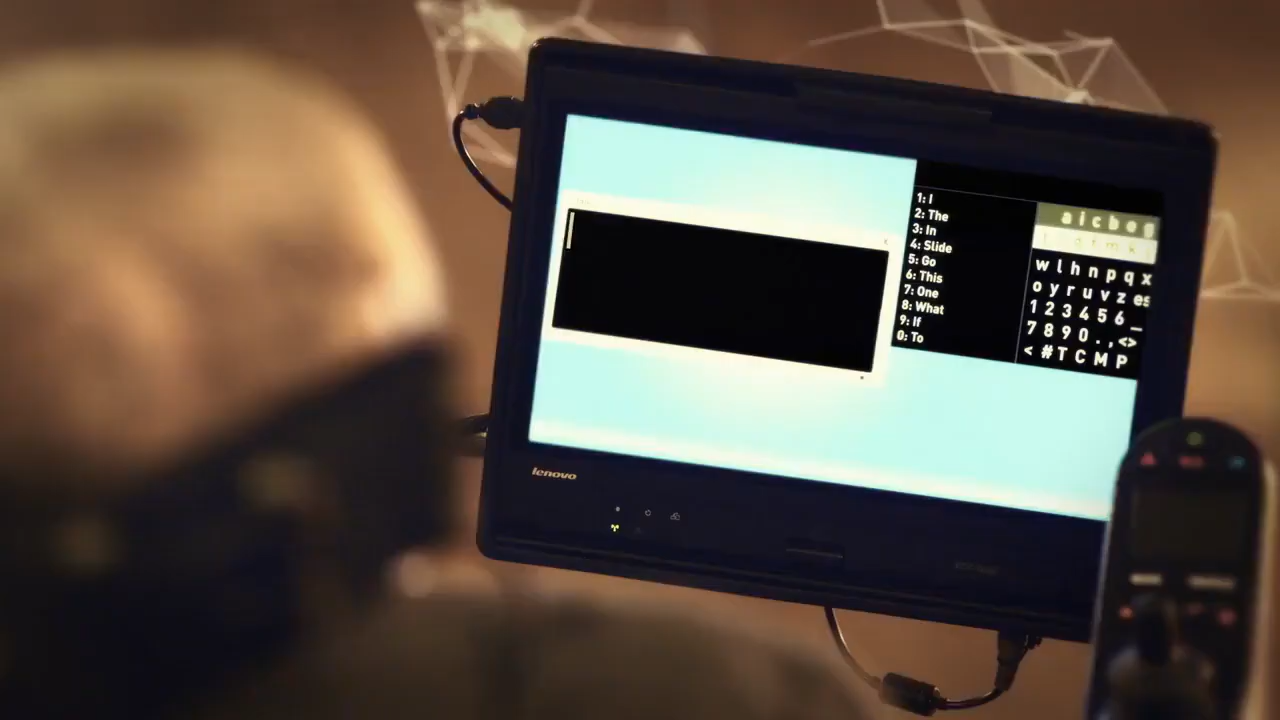 1: I
2: The
3: In
4: Slide
5: Go
6: This
7: One
8: What
9: If
0: To
a i c b e g
w l h n p q x
o y r u v z es
1 2 3 4 5 6 _
7 8 9 0 . , <>
< # T C M P
lenovo